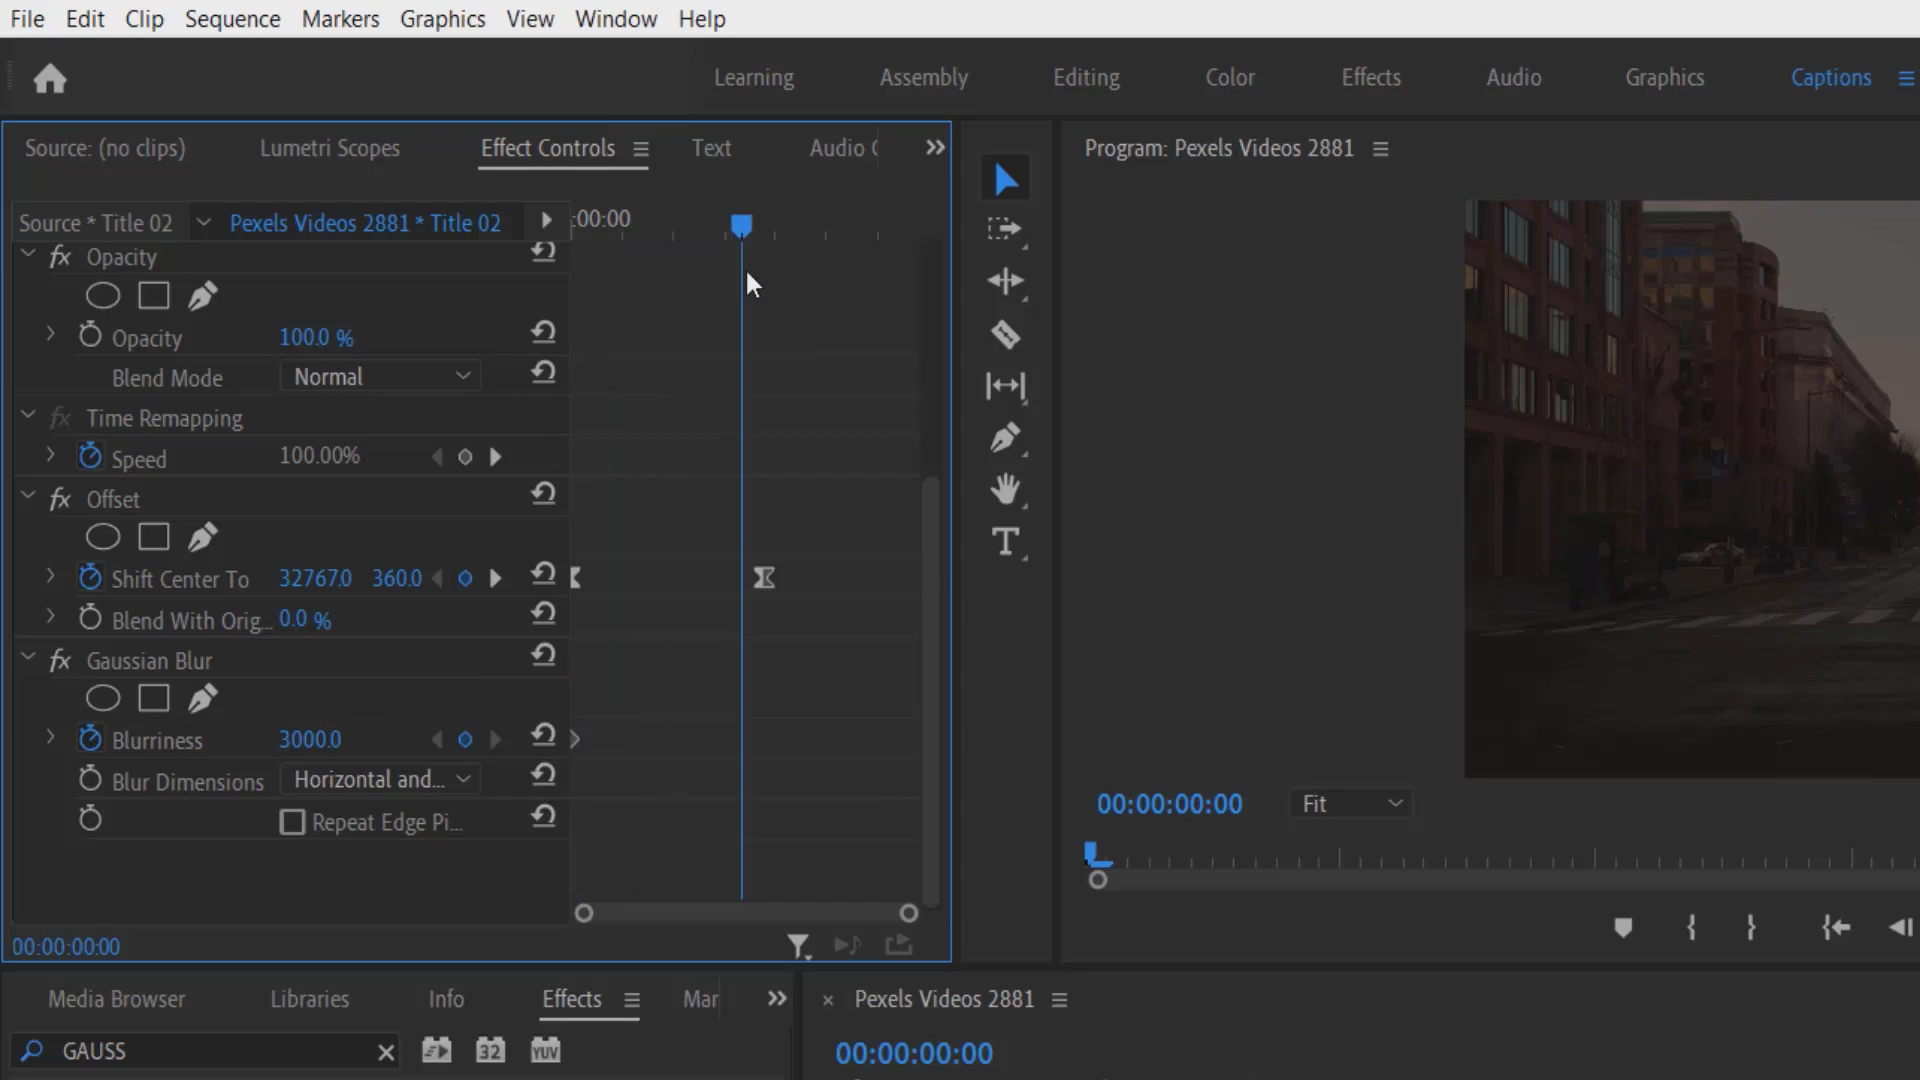 File Edit Clip Sequence Markers Graphics View Window Help
Learning Assembly Editing Color Effects Audio Graphics Captions
Source: (no clips) Lumetri Scopes Effect Controls Text Audio
Program: Pexels Videos 2881
Source * Title 02 Pexels Videos 2881 * Title 02 :00:00
fx Opacity
Opacity 100.0 %
Blend Mode Normal
fx Time Remapping
Speed 100.00%
fx Offset
Shift Center To 32767.0 360.0
Blend With Orig... 0.0 %
fx Gaussian Blur
Blurriness 3000.0
Blur Dimensions Horizontal and...
Repeat Edge Pi...
00:00:00:00
00:00:00:00 Fit
T
Media Browser Libraries Info Effects Mar
GAUSS 32 YUV
Pexels Videos 2881
00:00:00:00